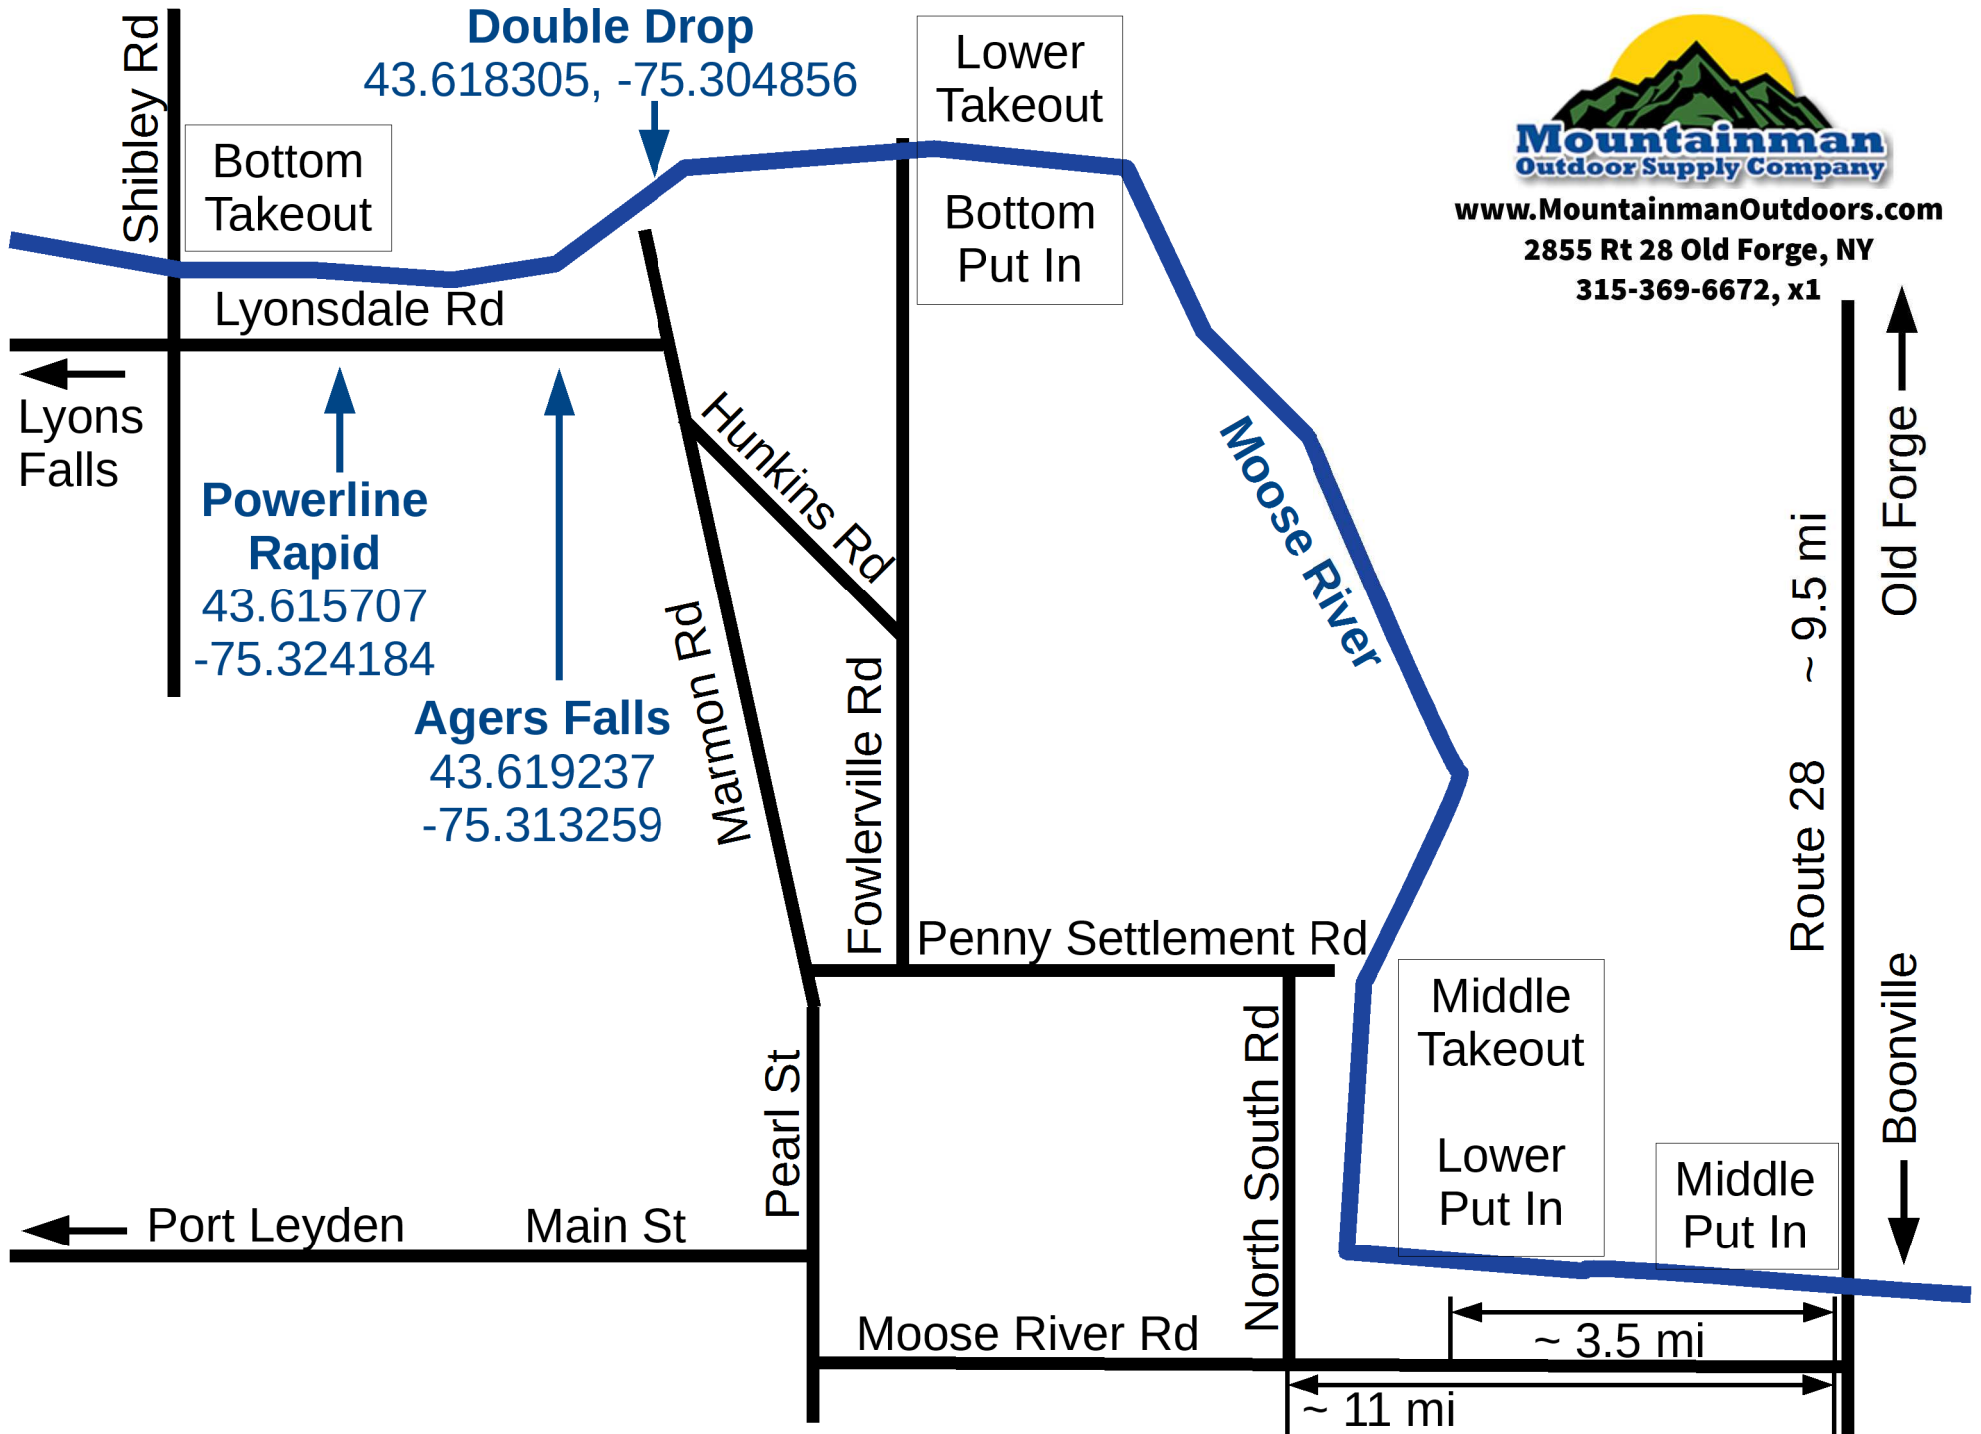 Shibley Rd
Double Drop
43.618305, -75.304856
Lower
Takeout
Bottom
Takeout
Bottom
Put In
Mountainman
Outdoor Supply Company
www.MountainmanOutdoors.com
2855 Rt 28 Old Forge, NY
315-369-6672, x1
Lyonsdale Rd
Lyons
Falls
Powerline
Rapid
43.615707
-75.324184
Agers Falls
43.619237
-75.313259
Hunkins Rd
Marmon Rd
Fowlerville Rd
Moose River
Old Forge
~ 9.5 mi
Route 28
Boonville
Penny Settlement Rd
Middle
Takeout
Lower
Put In
Middle
Put In
Pearl St
North South Rd
Port Leyden
Main St
Moose River Rd
~ 3.5 mi
~ 11 mi